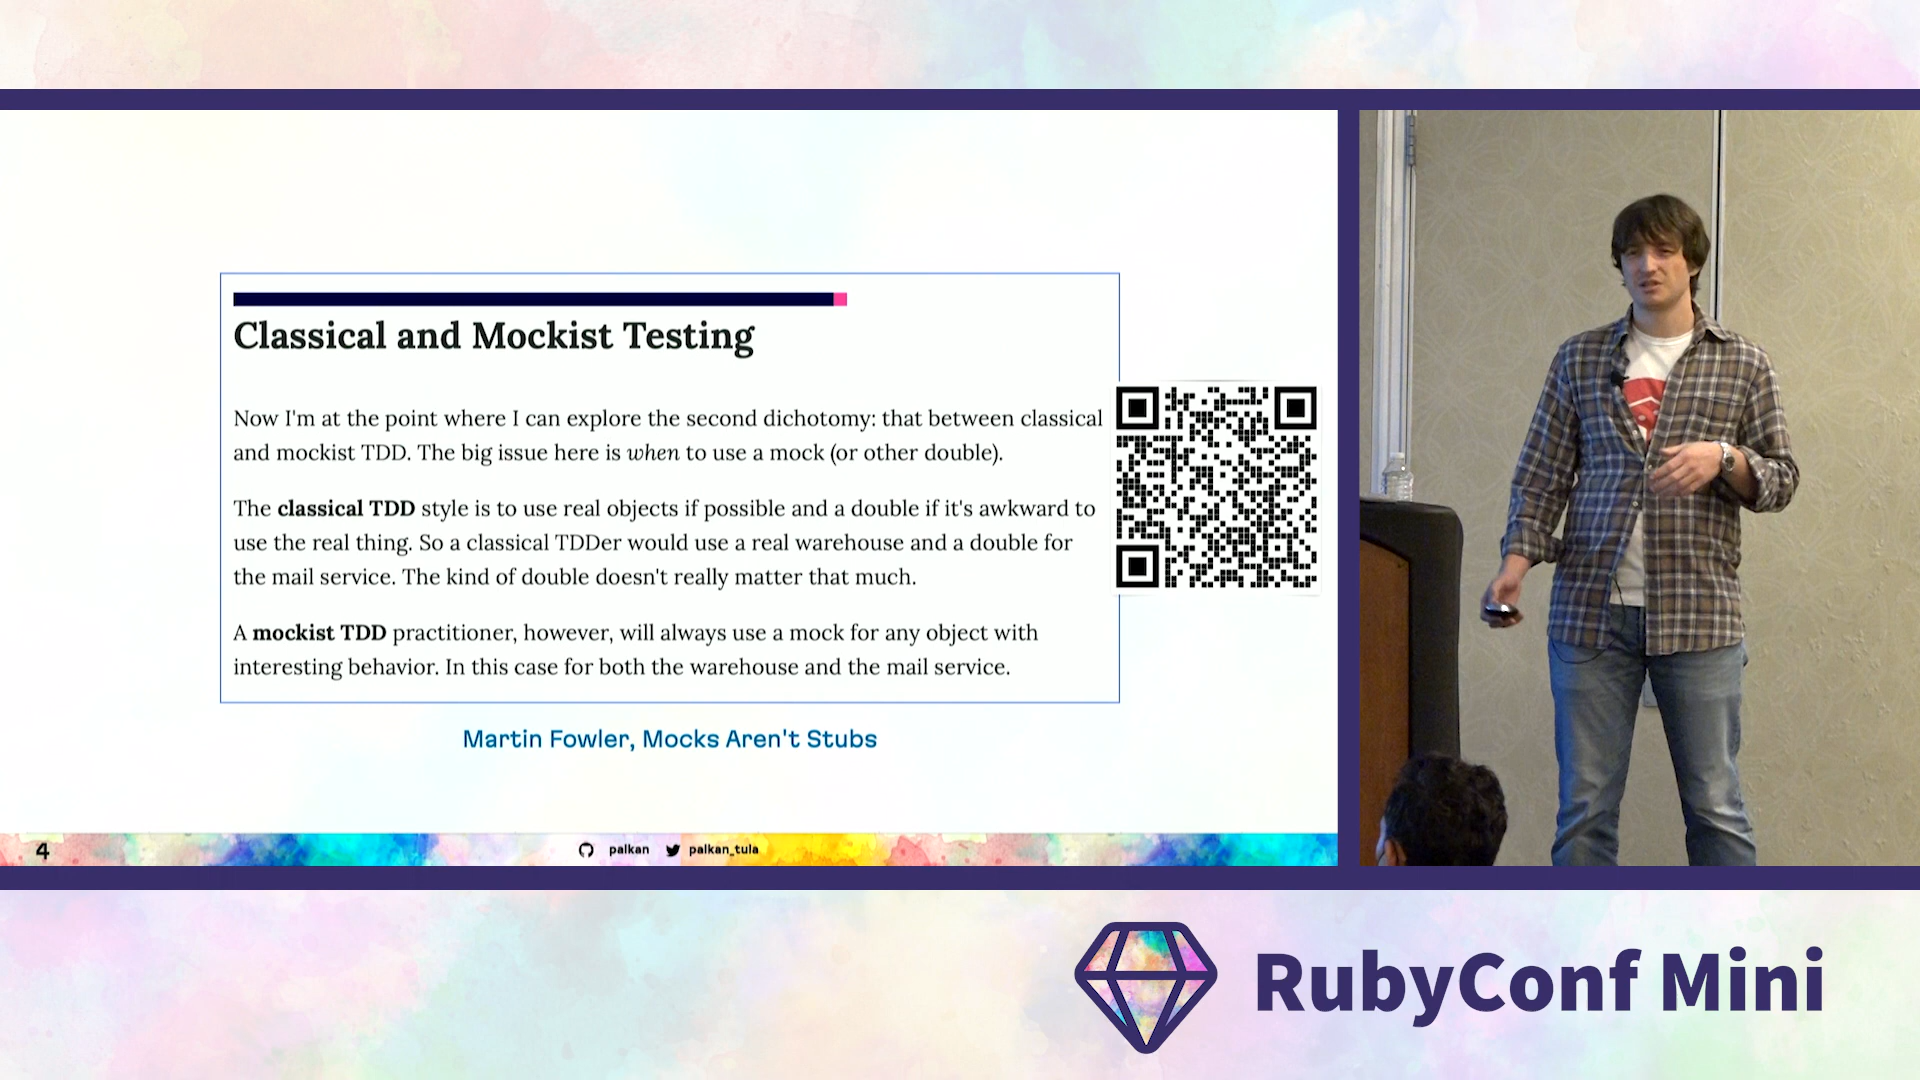 Classical and Mockist Testing
Now I'm at the point where I can explore the second dichotomy: that between classical
and mockist TDD. The big issue here is when to use a mock (or other double).
The classical TDD style is to use real objects if possible and a double if it's awkward to
use the real thing. So a classical TDDer would use a real warehouse and a double for
the mail service. The kind of double doesn't really matter that much.
A mockist TDD practitioner, however, will always use a mock for any object with
interesting behavior. In this case for both the warehouse and the mail service.
Martin Fowler, Mocks Aren't Stubs
4
palkan palkan_tula
RubyConf Mini